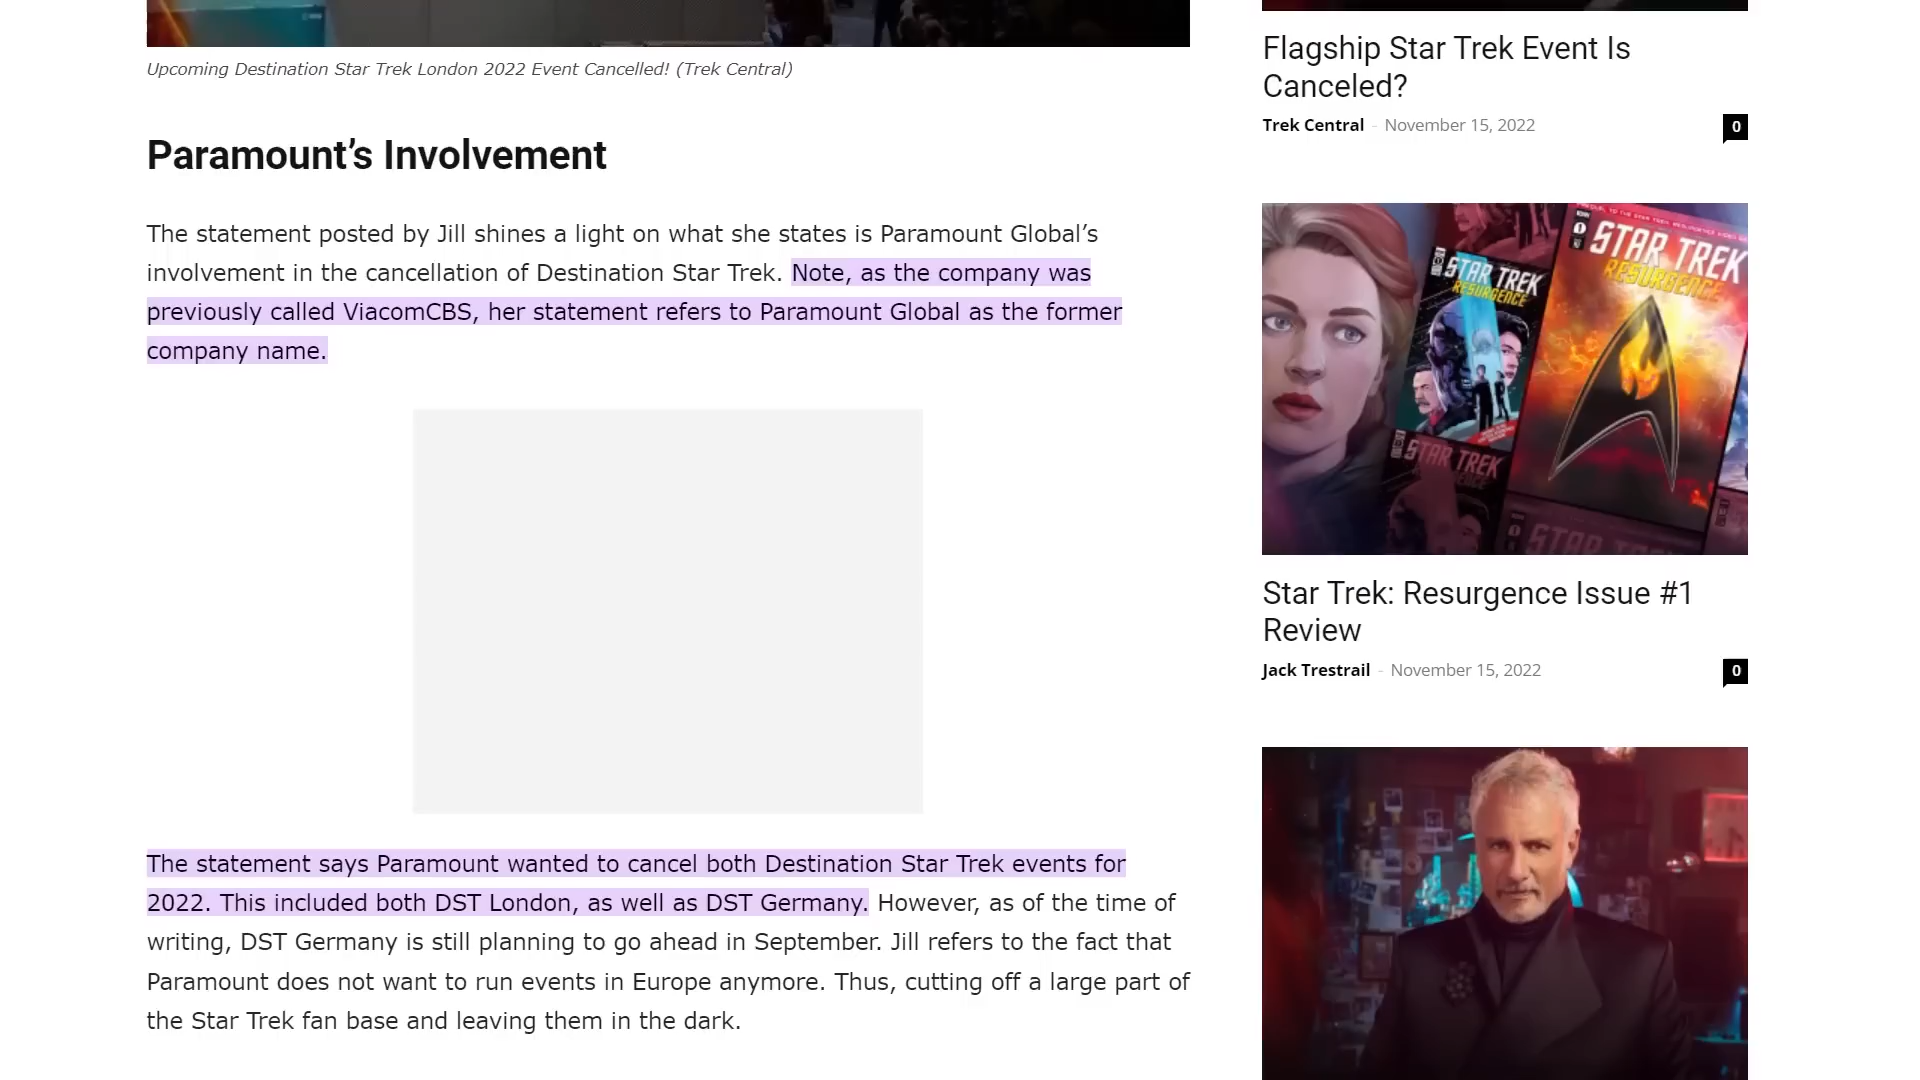 Upcoming Destination Star Trek London 2022 Event Cancelled! (Trek Central)
Paramount’s Involvement
The statement posted by Jill shines a light on what she states is Paramount Global’s
involvement in the cancellation of Destination Star Trek. Note, as the company was
previously called ViacomCBS, her statement refers to Paramount Global as the former
company name.
The statement says Paramount wanted to cancel both Destination Star Trek events for
2022. This included both DST London, as well as DST Germany. However, as of the time of
writing, DST Germany is still planning to go ahead in September. Jill refers to the fact that
Paramount does not want to run events in Europe anymore. Thus, cutting off a large part of
the Star Trek fan base and leaving them in the dark.
Flagship Star Trek Event Is
Canceled?
Trek Central - November 15, 2022
0
STAR TREK
RESURGENCE
STAR TREK
RESURGENCE
STAR TREK
Star Trek: Resurgence Issue #1
Review
Jack Trestrail - November 15, 2022
0